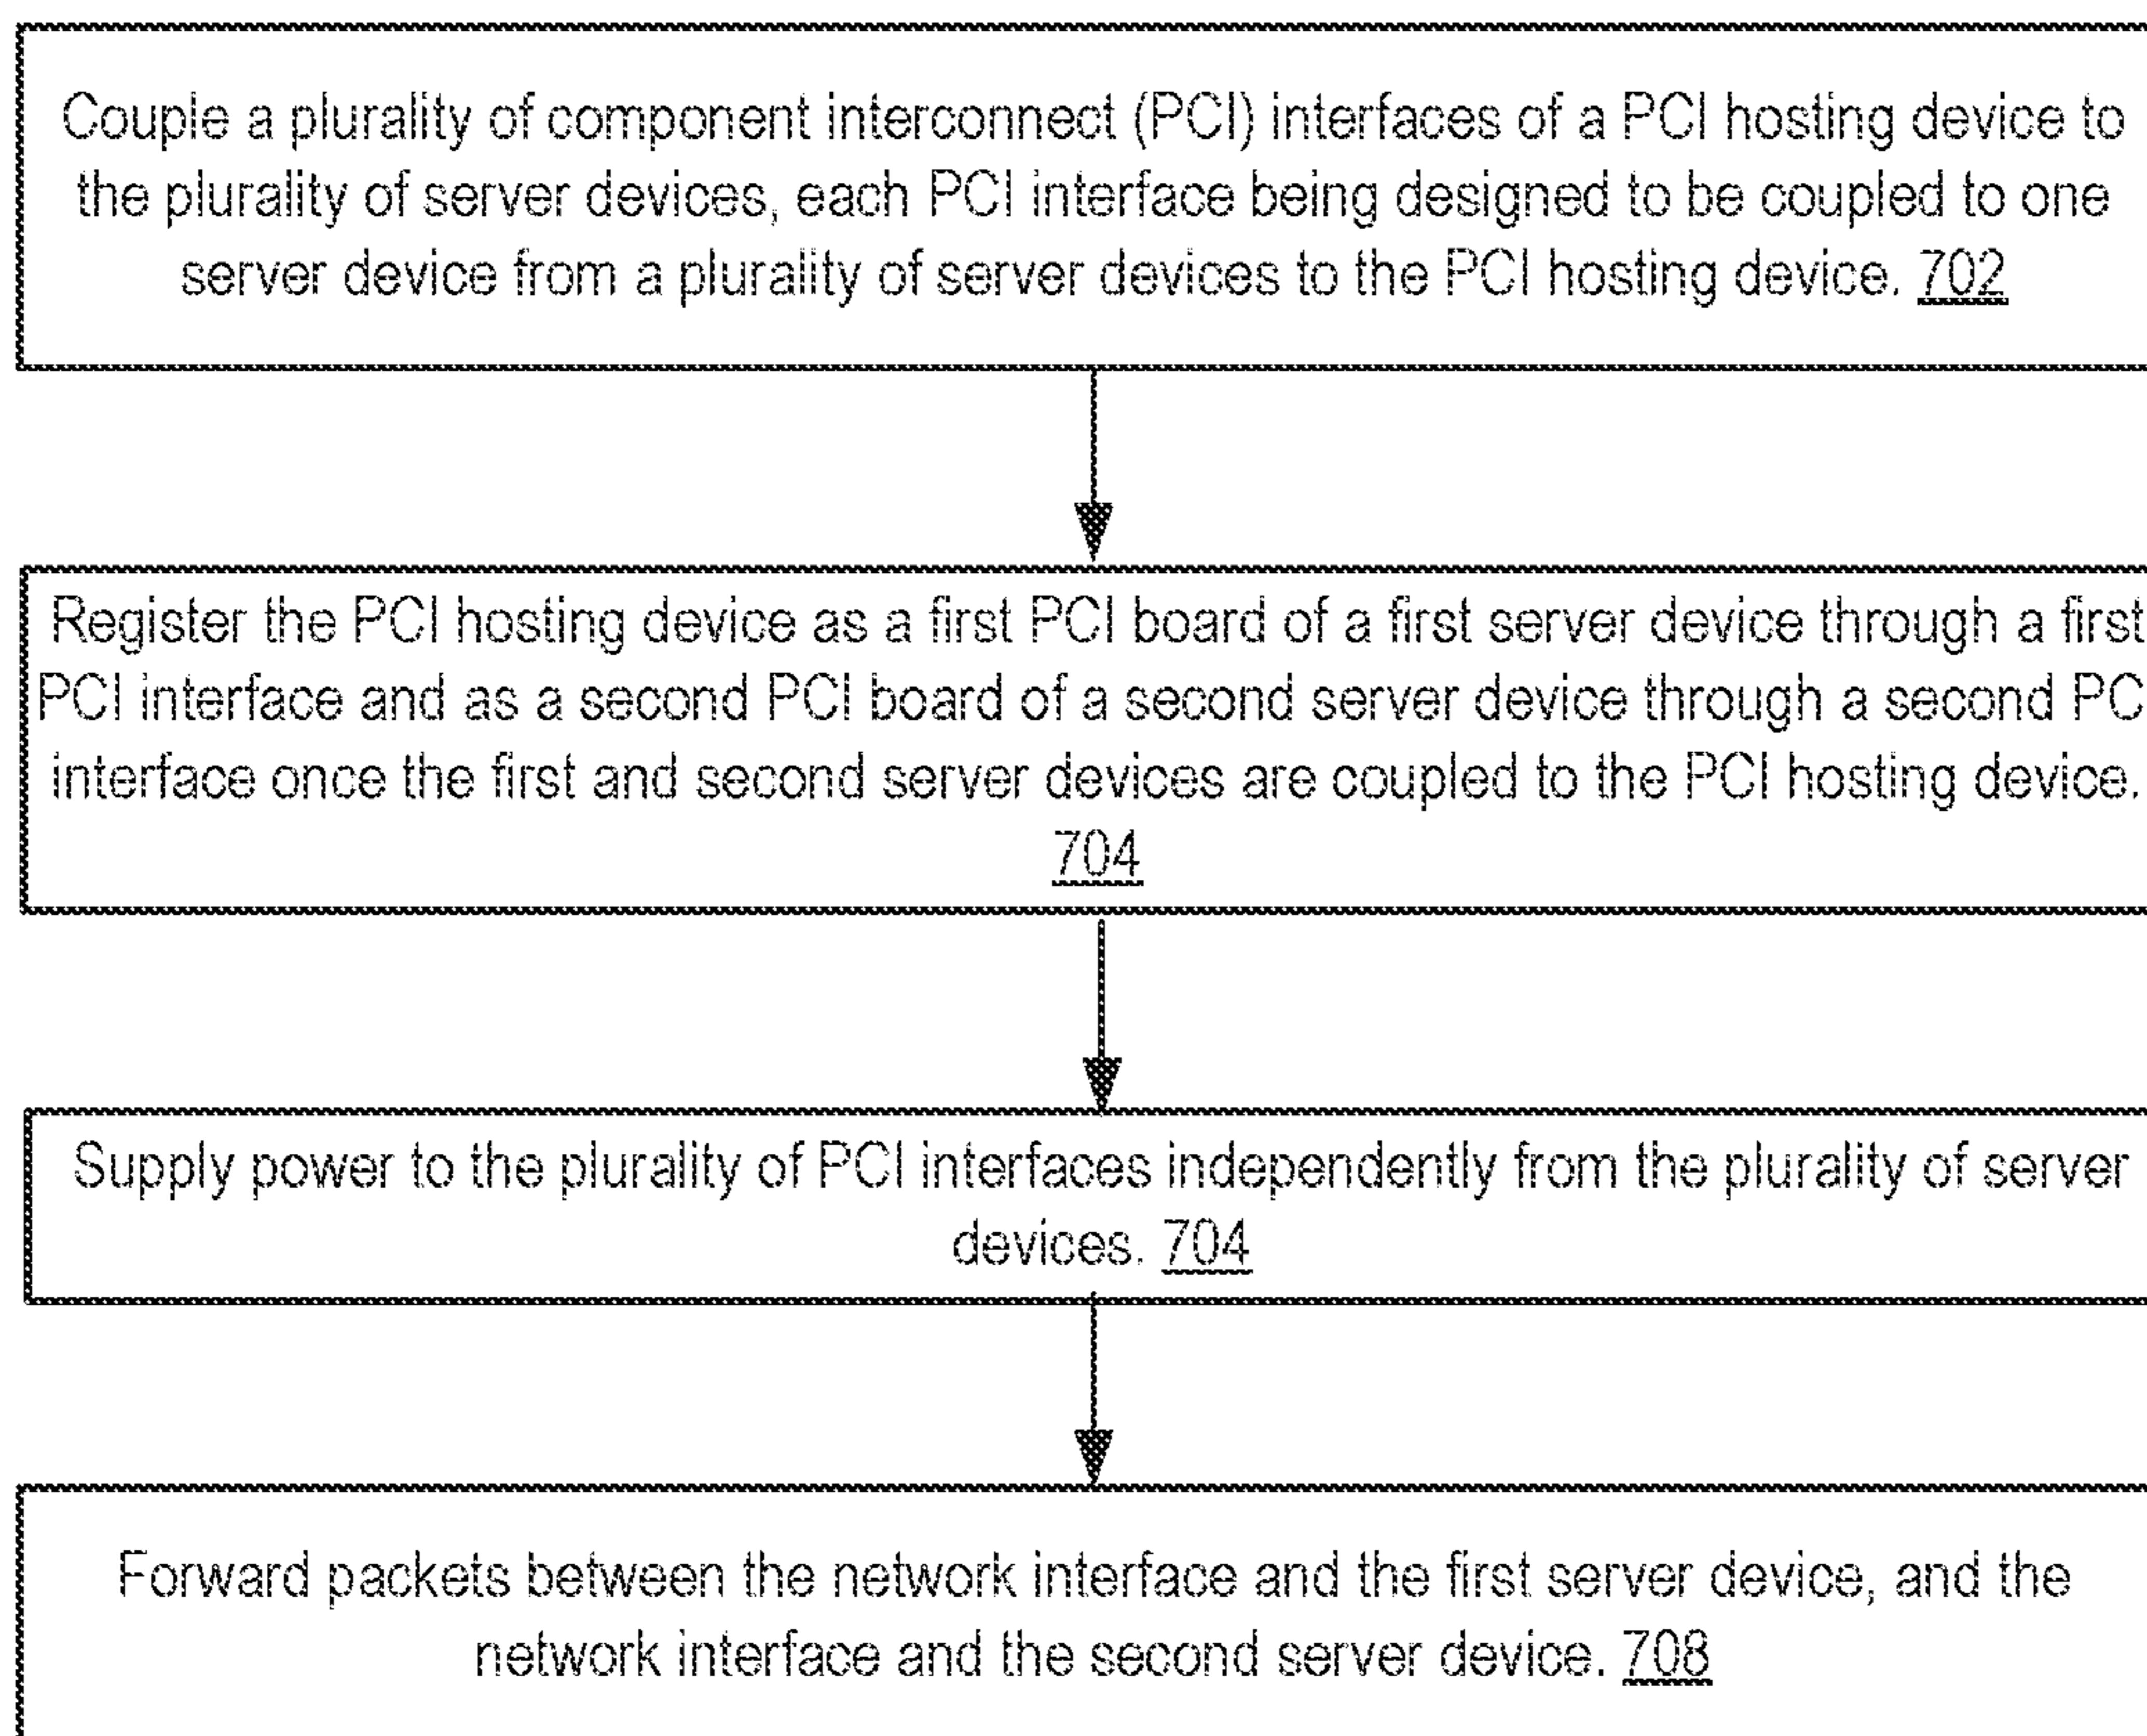 Couple a plurality of component interconnect (PCI) interfaces of a PCI hosting device to
the plurality of server devices, each PCI interface being designed to be coupled to one
server device from a plurality of server devices to the PCI hosting device. 702
Register the PCI hosting device as a first PCI board of a first server device through a first
PCI interface and as a second PCI board of a second server device through a second PC
interface once the first and second server devices are coupled to the PCI hosting device.
704
Supply power to the plurality of PCI interfaces independently from the plurality of server
devices. 704
Forward packets between the network interface and the first server device, and the
network interface and the second server device. 708